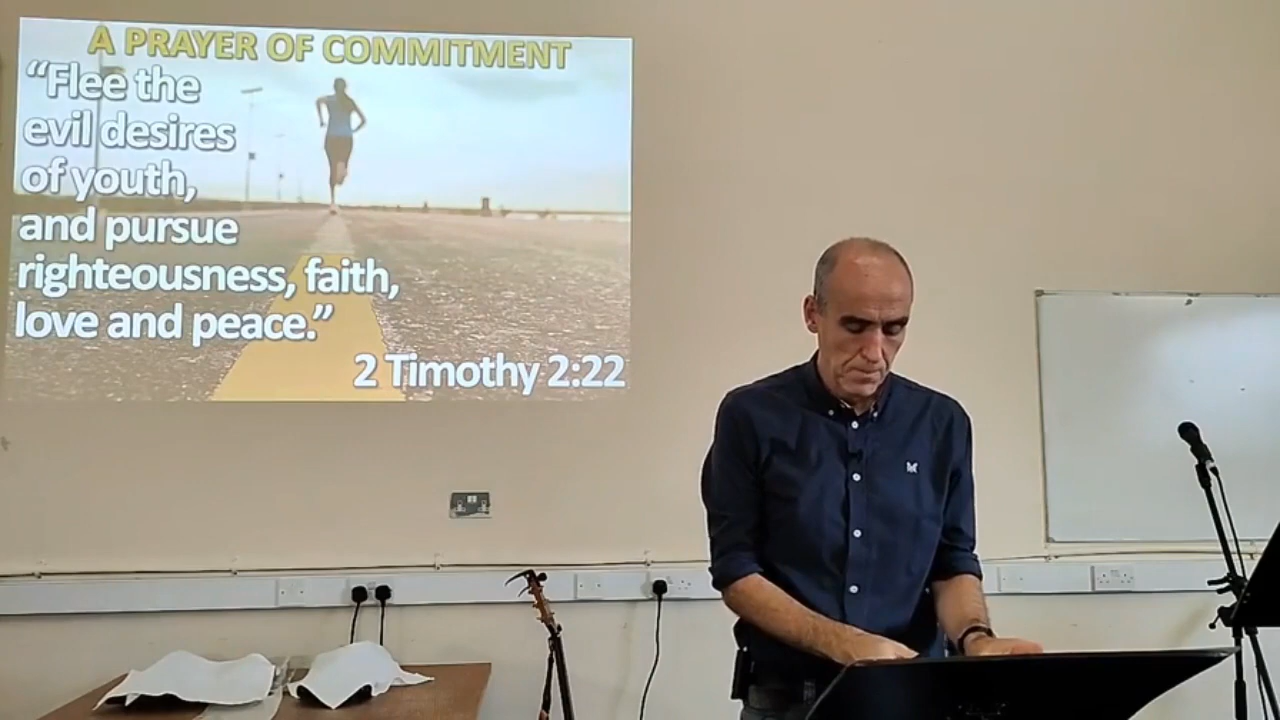 A PRAYER OF COMMITMENT
“Flee the
evil desires
of youth,
and pursue
righteousness, faith,
love and peace.”
2 Timothy 2:22